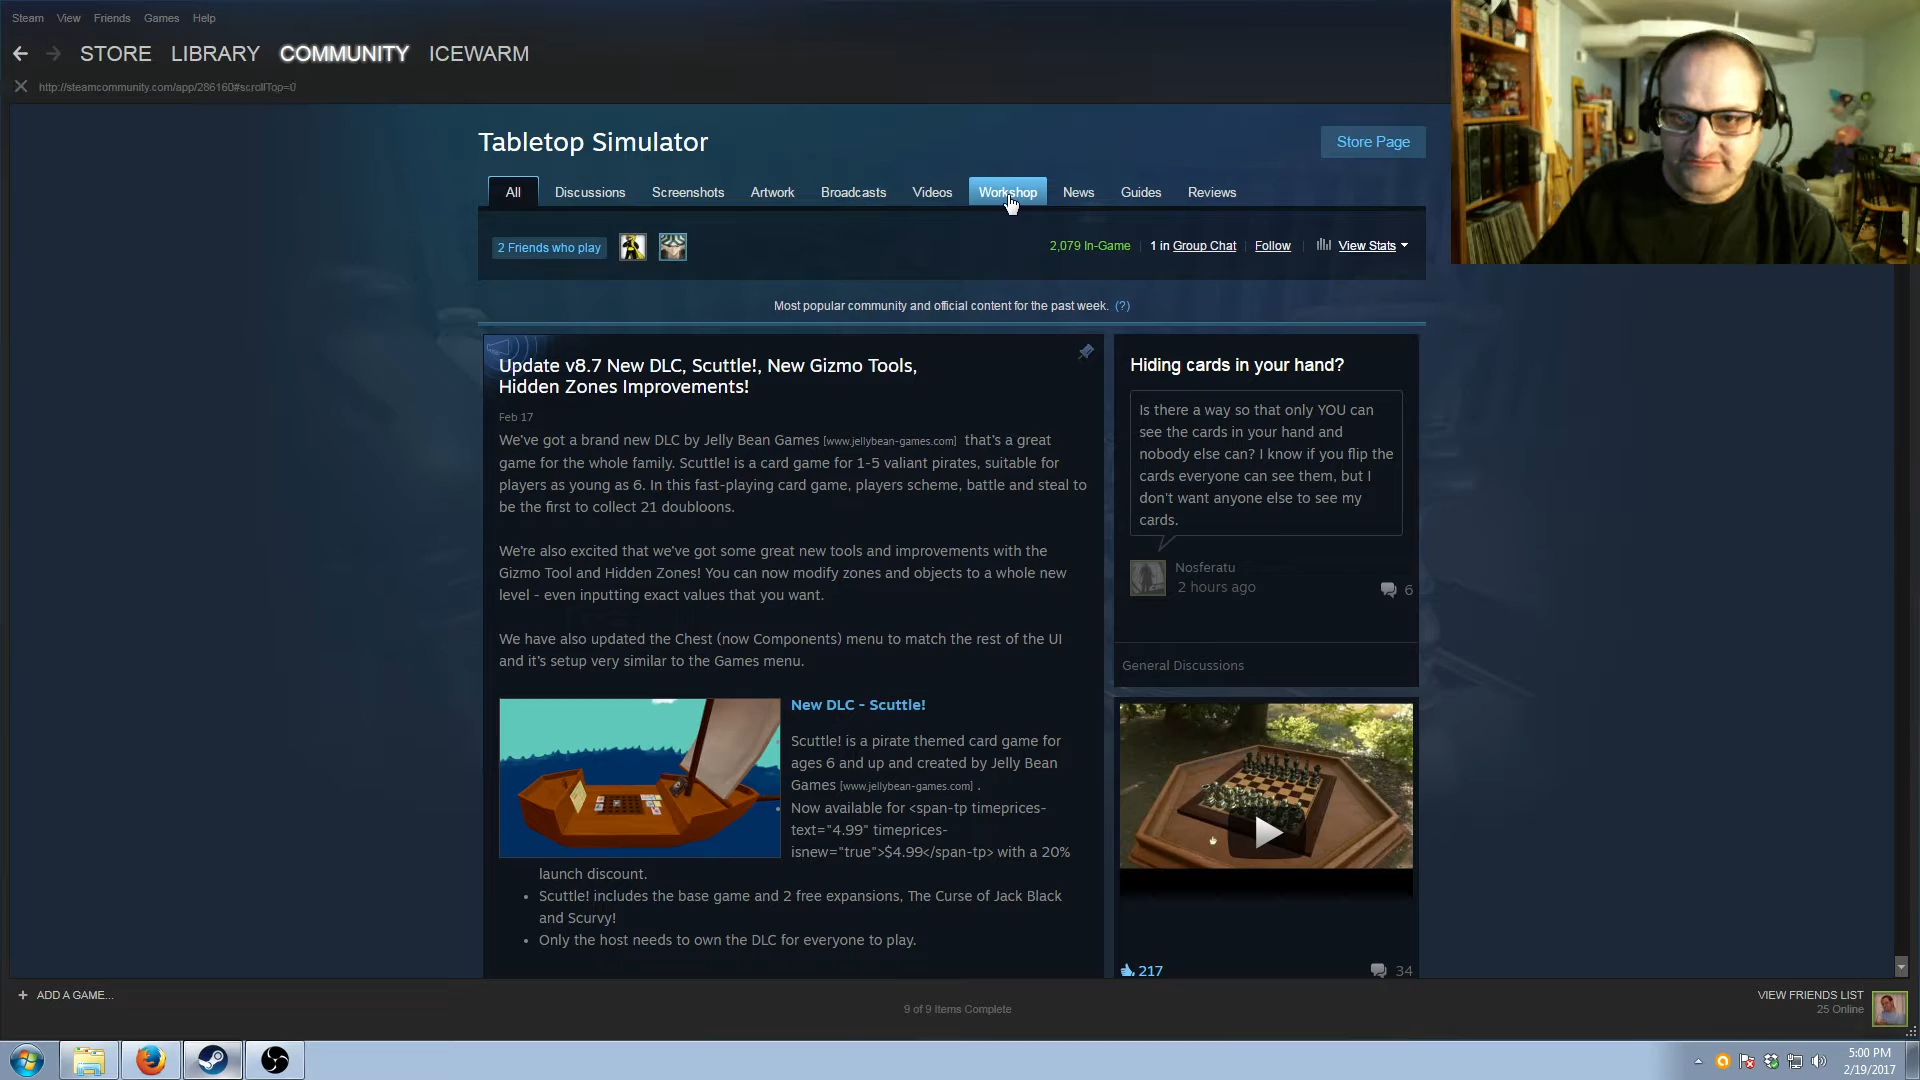 Steam View Friends Games Help
STORE LIBRARY COMMUNITY ICEWARM
http://steamcommunity.com/app/286160#scrollTop=0
Tabletop Simulator
Store Page
All Discussions Screenshots Artwork Broadcasts Videos Workshop News Guides Reviews
2 Friends who play
2,079 In-Game 1 in Group Chat Follow View Stats
Most popular community and official content for the past week. (?)
Update v8.7 New DLC, Scuttle!, New Gizmo Tools,
Hidden Zones Improvements!
Feb 17
We've got a brand new DLC by Jelly Bean Games [www.jellybean-games.com] that's a great
game for the whole family. Scuttle! is a card game for 1-5 valiant pirates, suitable for
players as young as 6. In this fast-playing card game, players scheme, battle and steal to
be the first to collect 21 doubloons.
We're also excited that we've got some great new tools and improvements with the
Gizmo Tool and Hidden Zones! You can now modify zones and objects to a whole new
level - even inputting exact values that you want.
We have also updated the Chest (now Components) menu to match the rest of the UI
and it's setup very similar to the Games menu.
New DLC - Scuttle!
Scuttle! is a pirate themed card game for
ages 6 and up and created by Jelly Bean
Games [www.jellybean-games.com] .
Now available for <span-tp timeprices-
text="4.99" timeprices-
isnew="true">$4.99</span-tp> with a 20%
launch discount.
• Scuttle! includes the base game and 2 free expansions, The Curse of Jack Black
and Scurvy!
• Only the host needs to own the DLC for everyone to play.
Hiding cards in your hand?
Is there a way so that only YOU can
see the cards in your hand and
nobody else can? I know if you flip the
cards everyone can see them, but I
don't want anyone else to see my
cards.
Nosferatu
2 hours ago
6
General Discussions
217
34
+ ADD A GAME...
9 of 9 Items Complete
VIEW FRIENDS LIST
25 Online
5:00 PM
2/19/2017